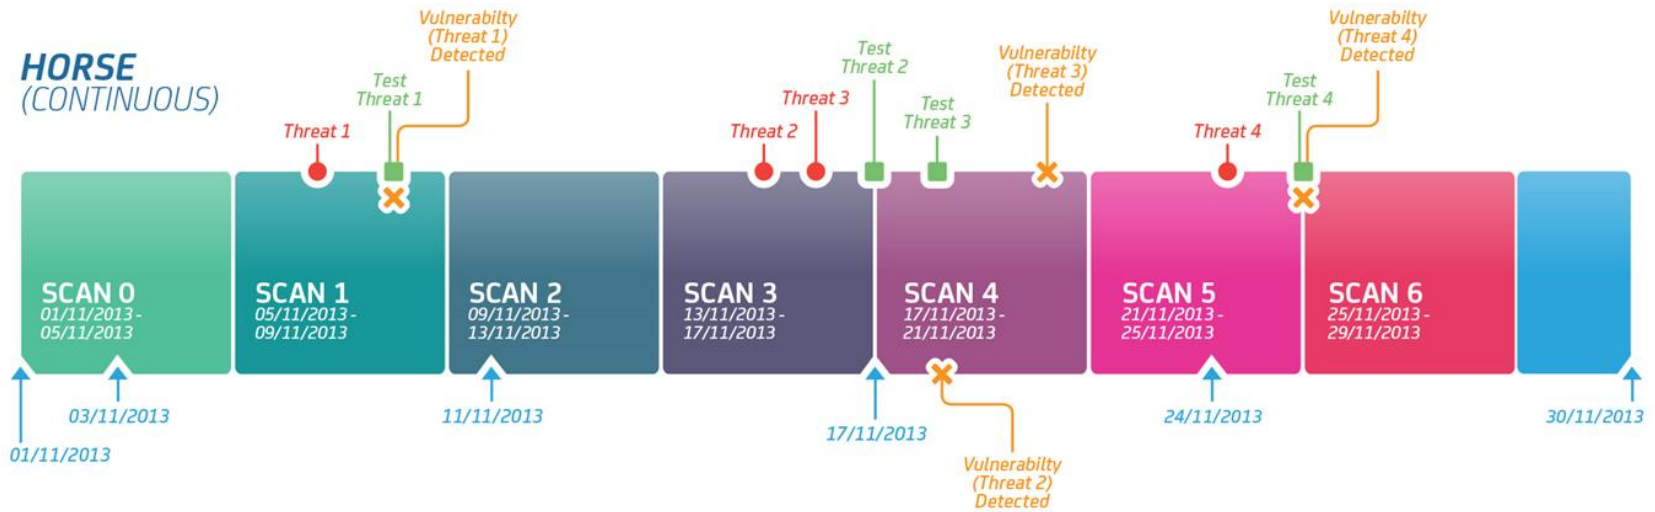 HORSE
(CONTINUOUS)
Vulnerabilty
(Threat 1)
Detected
Test
Threat 1
Threat 1
Threat 2
Threat 3
Test
Threat 2
Test
Threat 3
Vulnerabilty
(Threat 3)
Detected
Threat 4
Test
Threat 4
Vulnerabilty
(Threat 4)
Detected
SCAN 0
01/11/2013-
05/11/2013
SCAN 1
05/11/2013-
09/11/2013
SCAN 2
09/11/2013-
13/11/2013
SCAN 3
13/11/2013-
17/11/2013
SCAN 4
17/11/2013-
21/11/2013
SCAN 5
21/11/2013-
25/11/2013
SCAN 6
25/11/2013-
29/11/2013
01/11/2013
03/11/2013
11/11/2013
17/11/2013
Vulnerabilty
(Threat 2)
Detected
24/11/2013
30/11/2013